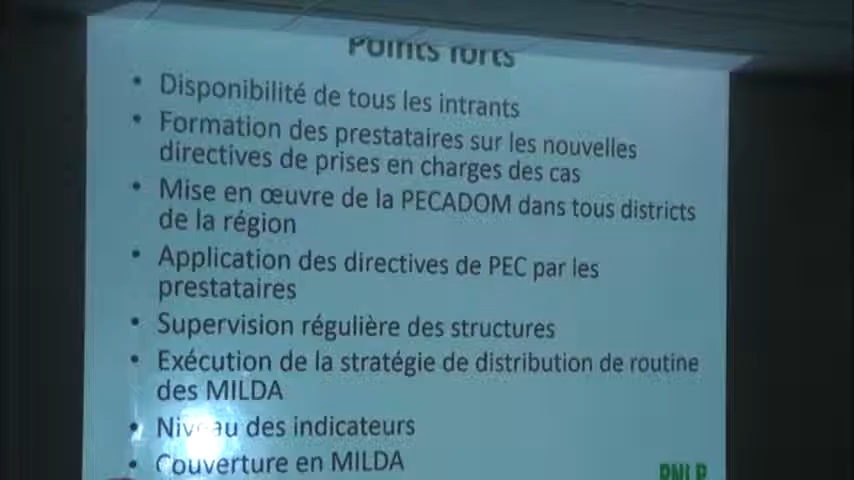 Points forts
• Disponibilité de tous les intrants
• Formation des prestataires sur les nouvelles
directives de prises en charges des cas
• Mise en œuvre de la PECADOM dans tous districts
de la région
• Application des directives de PEC par les
prestataires
• Supervision régulière des structures
• Exécution de la stratégie de distribution de routine
des MILDA
• Niveau des indicateurs
• Couverture en MILDA
PNLP